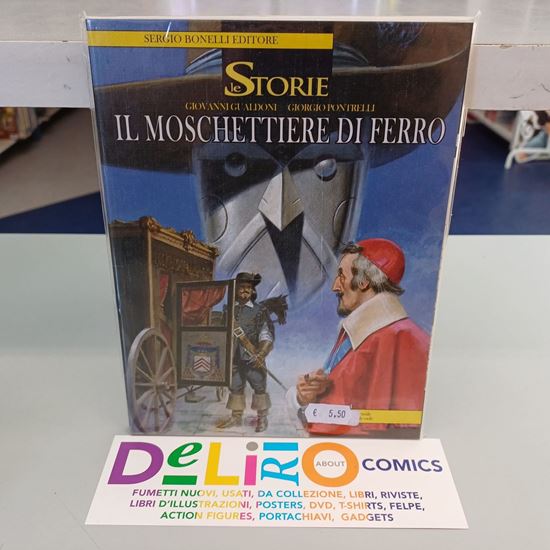 SERGIO BONELLI EDITORE
le STORIE
GIOVANNI GUALDONI GIORGIO PONTRELLI
IL MOSCHETTIERE DI FERRO
€ 5,50
DeLiRiO ABOUT COMICS
FUMETTI NUOVI, USATI, DA COLLEZIONE, LIBRI, RIVISTE,
LIBRI D'ILLUSTRAZIONI, POSTERS, DVD, T-SHIRTS, FELPE,
ACTION FIGURES, PORTACHIAVI, GADGETS